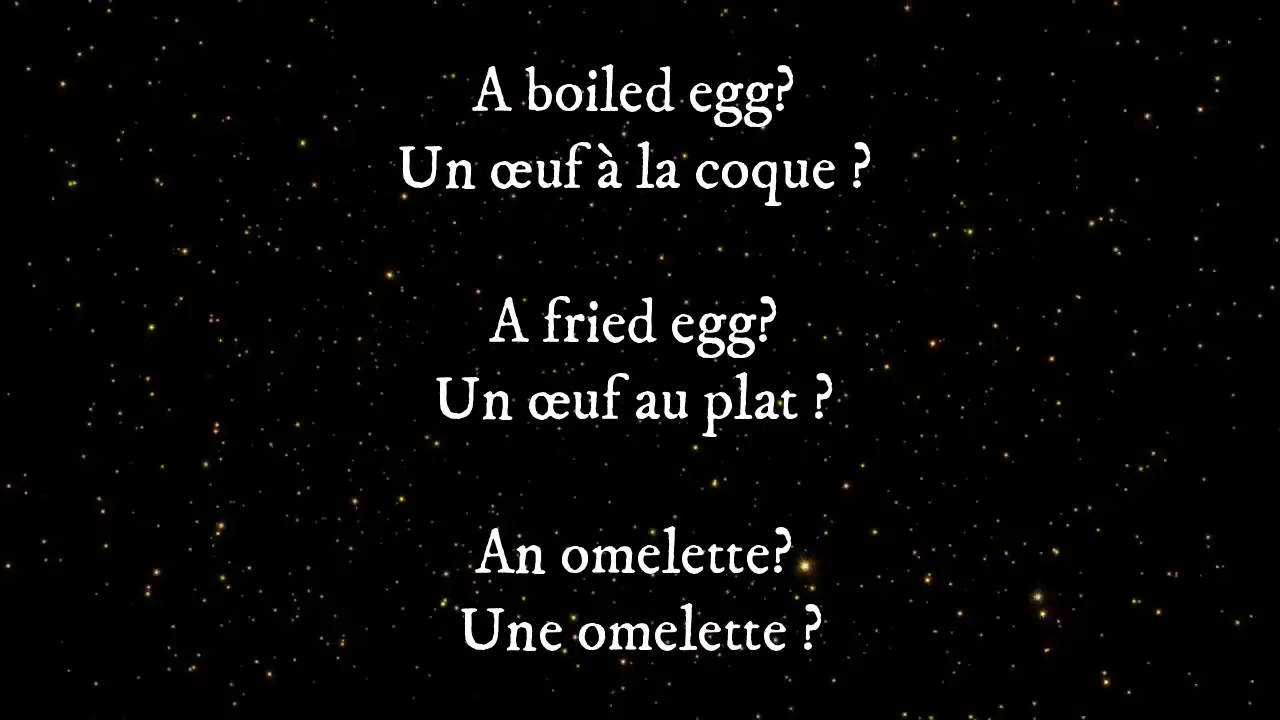 A boiled egg?
Un œuf à la coque ?
A fried egg?
Un œuf au plat ?
An omelette?
Une omelette ?